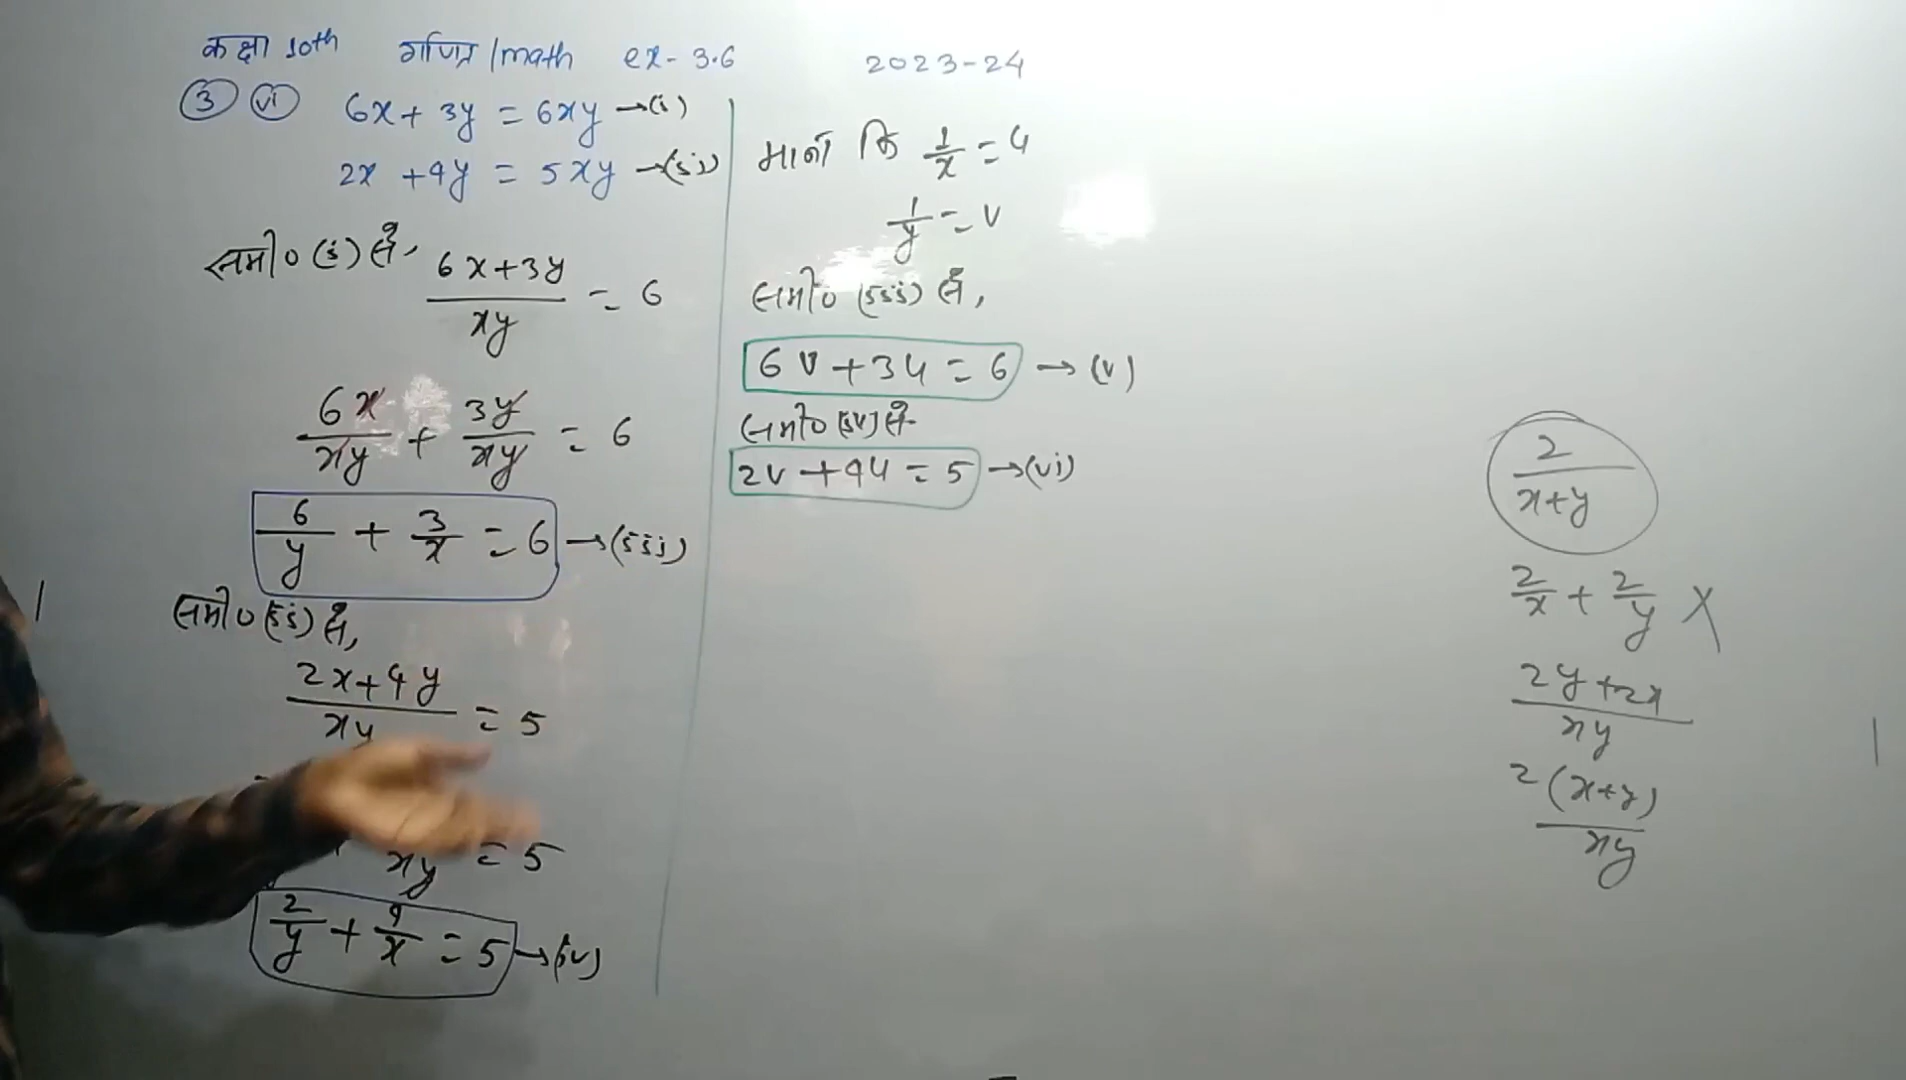 कक्षा 10th गणित /math ex- 3.6 2023-24
3 vi 6x + 3y = 6xy →(i)
2x + 4y = 5xy →(ii)
समी० (i) से,
6x+3y / xy = 6
6x/xy + 3y/xy = 6
6/y + 3/x = 6 →(iii)
समी० (ii) से,
2x+4y / xy = 5
xy = 5
2/y + 4/x = 5 →(iv)
मानाे कि 1/x = u
1/y = v
समी० (iii) से,
6v + 3u = 6 →(v)
समी० (iv) से
2v + 4u = 5 →(vi)
2 / x+y
2/x + 2/y X
2y+2x / xy
2(x+y) / xy